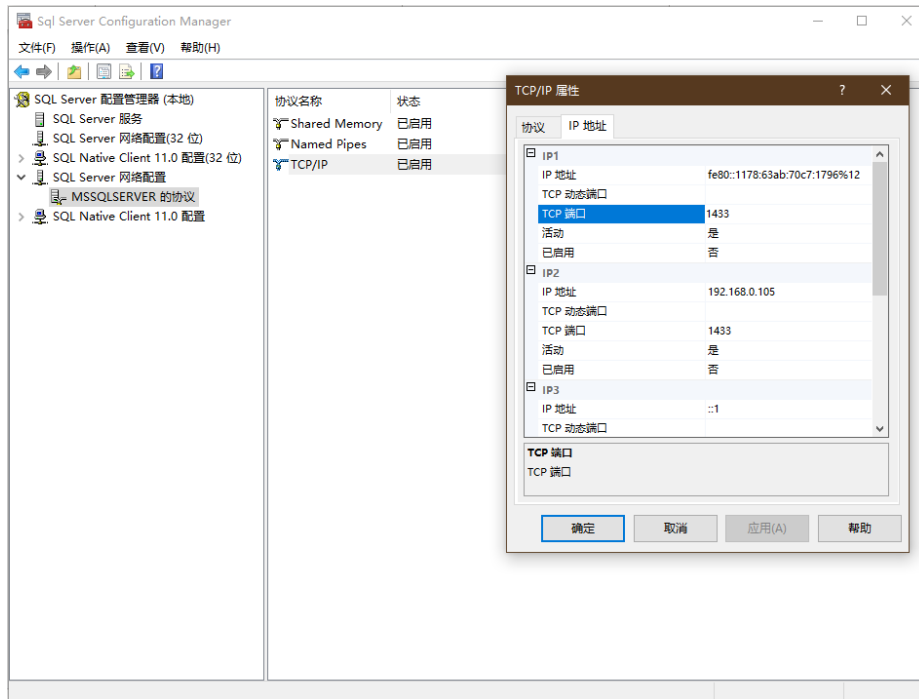 Sql Server Configuration Manager
文件(F) 操作(A) 查看(V) 帮助(H)
SQL Server 配置管理器 (本地)
SQL Server 服务
SQL Server 网络配置(32 位)
SQL Native Client 11.0 配置(32 位)
SQL Server 网络配置
MSSQLSERVER 的协议
SQL Native Client 11.0 配置
协议名称 状态
Shared Memory 已启用
Named Pipes 已启用
TCP/IP 已启用
TCP/IP 属性
协议 IP 地址
IP1
IP 地址 fe80::1178:63ab:70c7:1796%12
TCP 动态端口
TCP 端口 1433
活动 是
已启用 否
IP2
IP 地址 192.168.0.105
TCP 动态端口
TCP 端口 1433
活动 是
已启用 否
IP3
IP 地址 ::1
TCP 动态端口
TCP 端口
TCP 端口
确定 取消 应用(A) 帮助